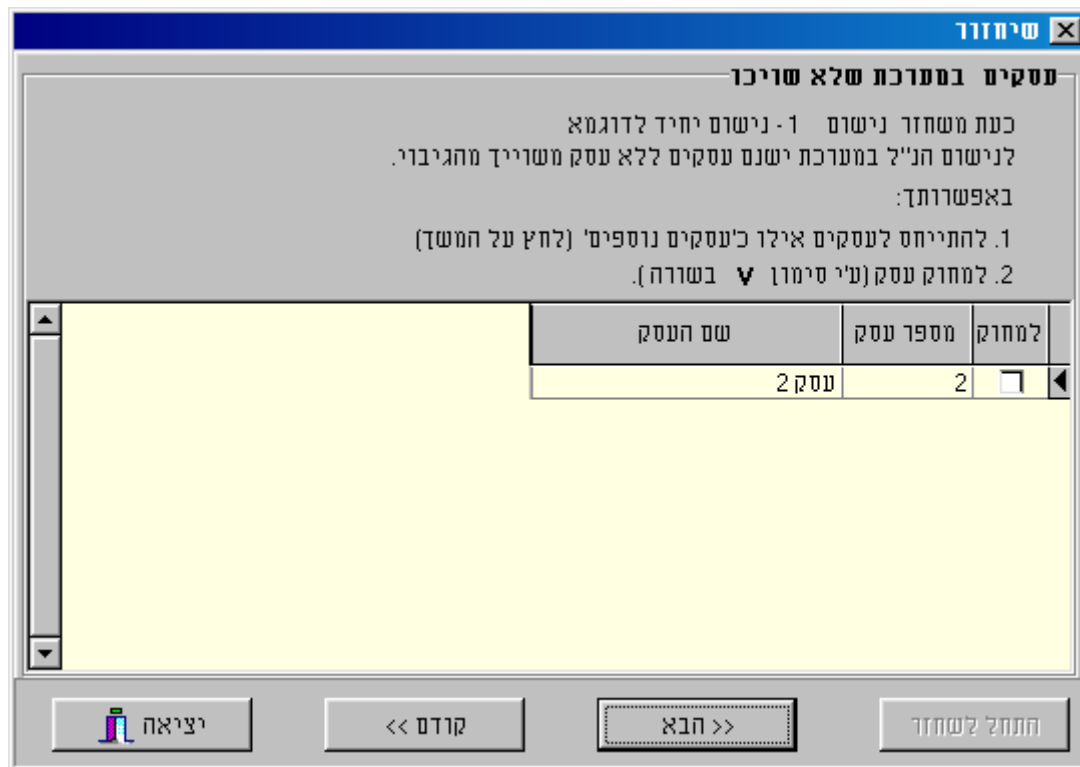 שיחזור
עסקים במערכת שלא שויכו
כעת משחזר נישום 1 - נישום יחיד לדוגמא
לנישום הנ"ל במערכת ישנם עסקים ללא עסק משוייך מהגיבוי.
באפשרותך:
1. להתייחס לעסקים אילו כ'עסקים נוספים' (לחץ על המשך)
2. למחוק עסק (ע'י סימון V בשורה).
למחוק מספר עסק שם העסק
2 עסק 2
התחל לשחזר << הבא >> קודם >> יציאה